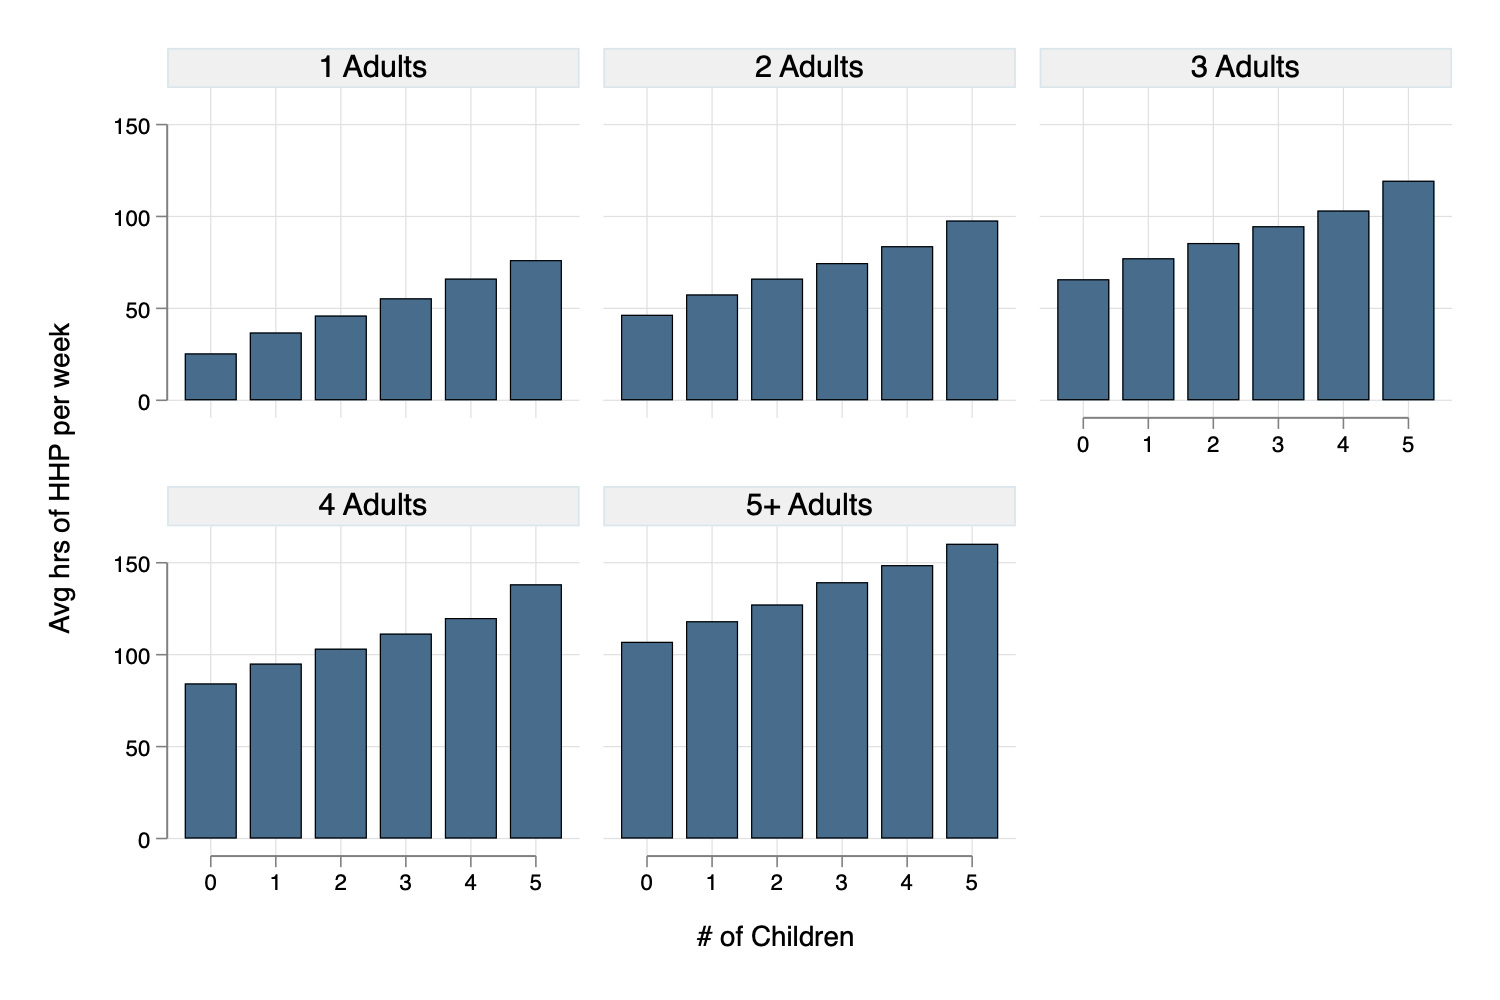 1 Adults
2 Adults
3 Adults
150
100
50
0
0 1 2 3 4 5
4 Adults
5+ Adults
150
100
50
0
0 1 2 3 4 5
0 1 2 3 4 5
Avg hrs of HHP per week
# of Children